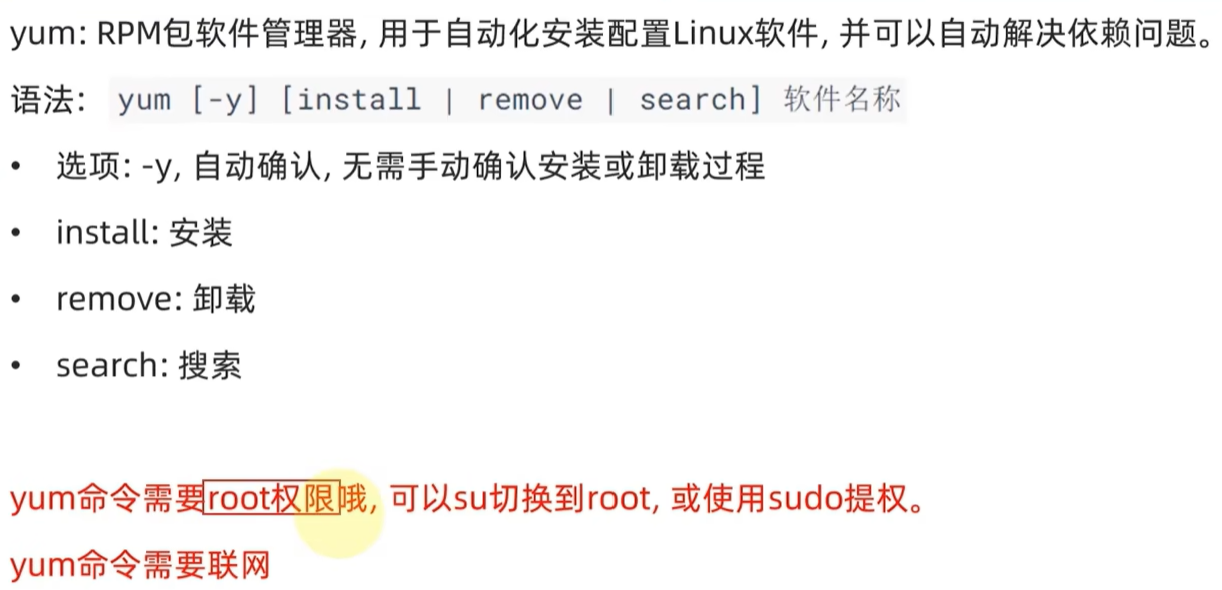 yum: RPM包软件管理器, 用于自动化安装配置Linux软件, 并可以自动解决依赖问题。
语法: yum [-y] [install | remove | search] 软件名称
• 选项: -y, 自动确认, 无需手动确认安装或卸载过程
• install: 安装
• remove: 卸载
• search: 搜索
yum命令需要root权限哦, 可以su切换到root, 或使用sudo提权。
yum命令需要联网